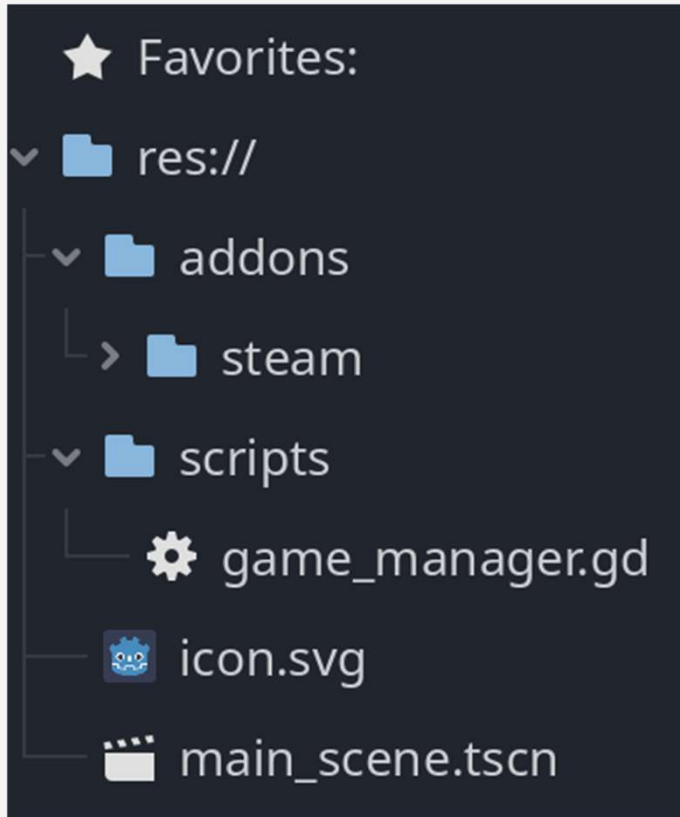 Favorites:
res://
addons
steam
scripts
game_manager.gd
icon.svg
main_scene.tscn